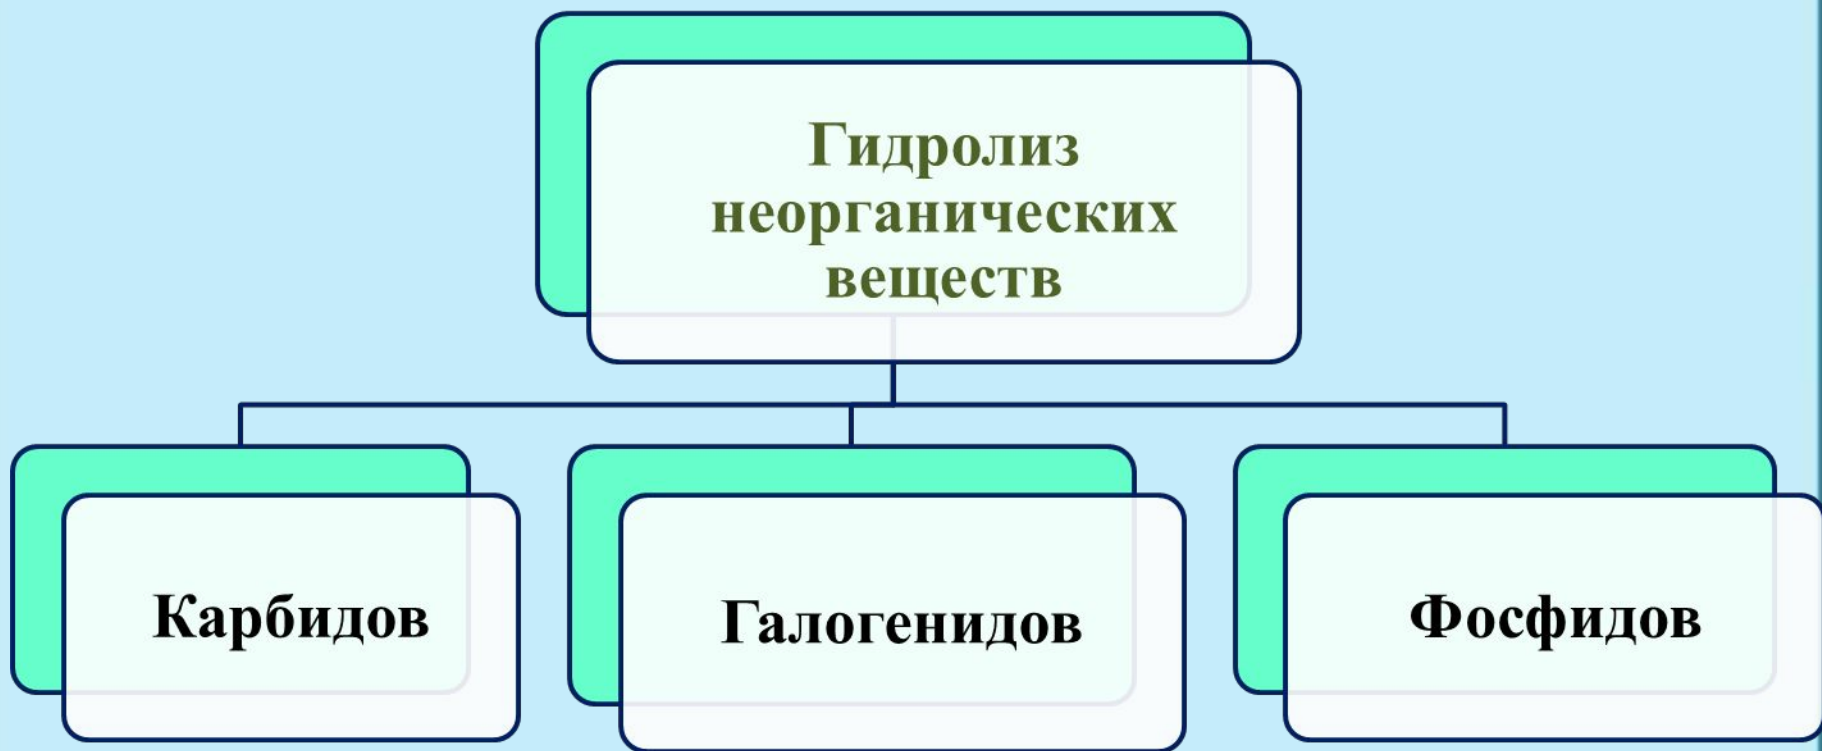 Гидролиз
неорганических
веществ
Карбидов
Галогенидов
Фосфидов